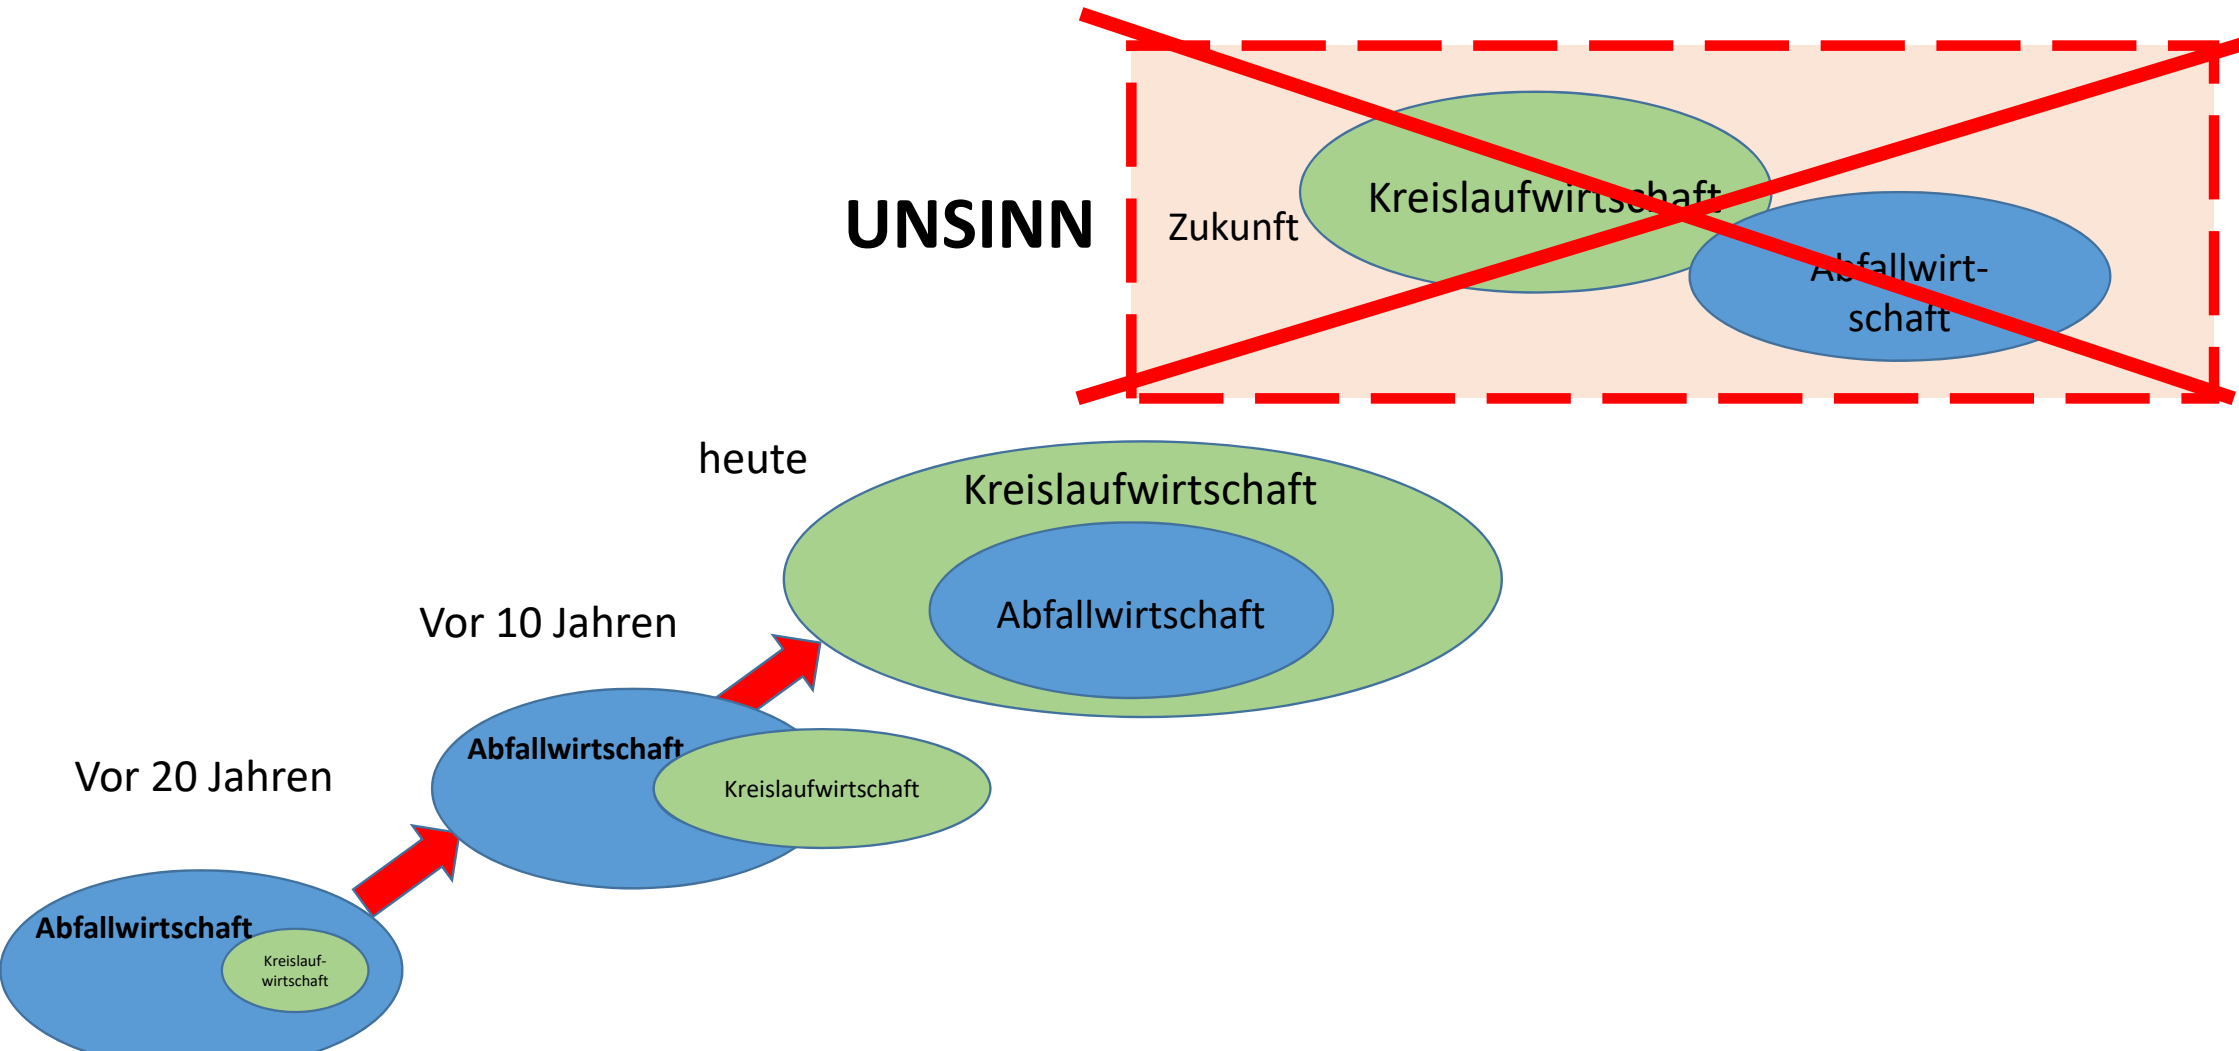 UNSINN
Zukunft
Kreislaufwirtschaft
Abfallwirt-
schaft
heute
Kreislaufwirtschaft
Abfallwirtschaft
Vor 10 Jahren
Abfallwirtschaft
Kreislaufwirtschaft
Vor 20 Jahren
Abfallwirtschaft
Kreislauf-
wirtschaft